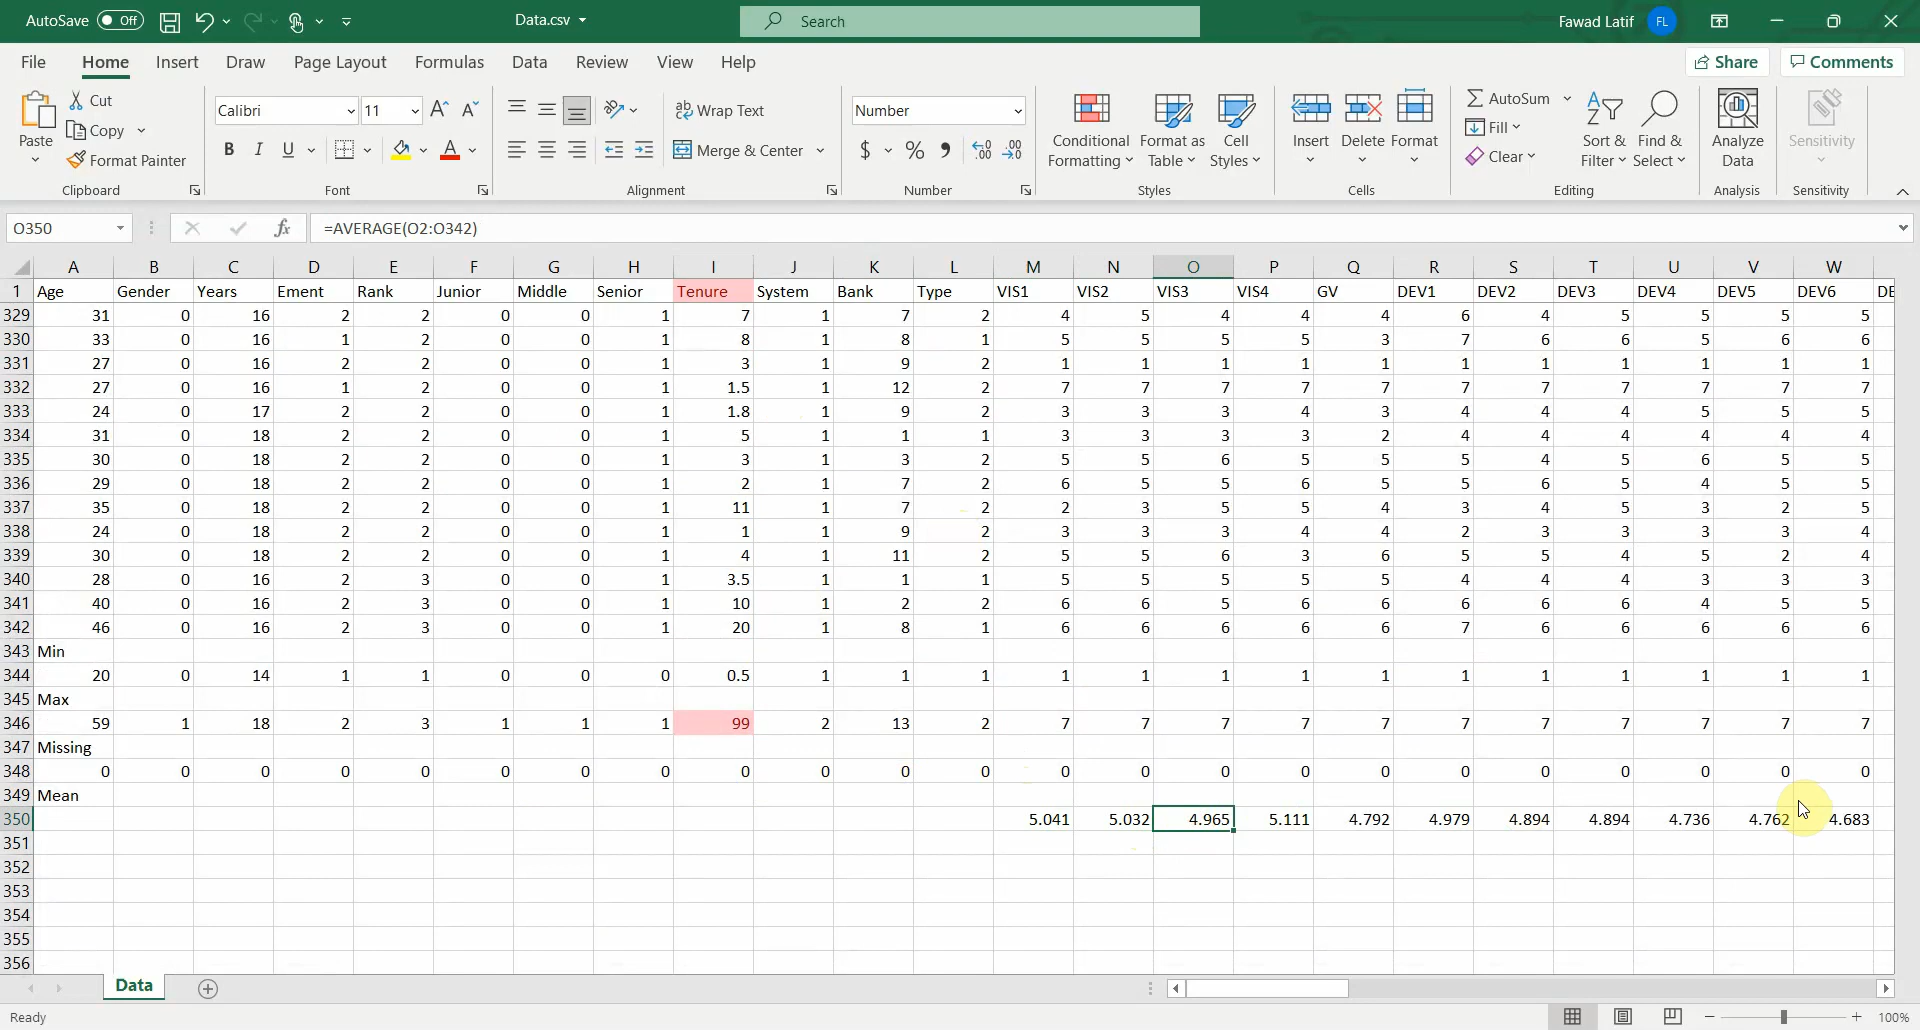 AutoSave Off Data.csv Search Fawad Latif FL
File Home Insert Draw Page Layout Formulas Data Review View Help Share Comments
Cut Calibri 11 Wrap Text Number AutoSum
Copy Fill
Paste Format Painter B I U Merge & Center $ % Conditional Formatting Format as Table Cell Styles Insert Delete Format Clear Sort & Filter Find & Select Analyze Data Sensitivity
Clipboard Font Alignment Number Styles Cells Editing Analysis Sensitivity
O350 fx =AVERAGE(O2:O342)
A B C D E F G H I J K L M N O P Q R S T U V W
1 Age Gender Years Ement Rank Junior Middle Senior Tenure System Bank Type VIS1 VIS2 VIS3 VIS4 GV DEV1 DEV2 DEV3 DEV4 DEV5 DEV6 DE
329 31 0 16 2 2 0 0 1 7 1 7 2 4 5 4 4 4 6 4 5 5 5 5
330 33 0 16 1 2 0 0 1 8 1 8 1 5 5 5 5 3 7 6 6 5 6 6
331 27 0 16 2 2 0 0 1 3 1 9 2 1 1 1 1 1 1 1 1 1 1 1
332 27 0 16 1 2 0 0 1 1.5 1 12 2 7 7 7 7 7 7 7 7 7 7 7
333 24 0 17 2 2 0 0 1 1.8 1 9 2 3 3 3 4 3 4 4 4 5 5 5
334 31 0 18 2 2 0 0 1 5 1 1 1 3 3 3 3 2 4 4 4 4 4 4
335 30 0 18 2 2 0 0 1 3 1 3 2 5 5 6 5 5 5 4 5 6 5 5
336 29 0 18 2 2 0 0 1 2 1 7 2 6 5 5 6 5 5 6 5 4 5 5
337 35 0 18 2 2 0 0 1 11 1 7 2 2 3 5 5 4 3 4 5 3 2 5
338 24 0 18 2 2 0 0 1 1 1 9 2 3 3 3 4 4 2 3 3 3 3 4
339 30 0 18 2 2 0 0 1 4 1 11 2 5 5 6 3 6 5 5 4 5 2 4
340 28 0 16 2 3 0 0 1 3.5 1 1 1 5 5 5 5 5 4 4 4 3 3 3
341 40 0 16 2 3 0 0 1 10 1 2 2 6 6 5 6 6 6 6 6 4 5 5
342 46 0 16 2 3 0 0 1 20 1 8 1 6 6 6 6 6 7 6 6 6 6 6
343 Min
344 20 0 14 1 1 0 0 0 0.5 1 1 1 1 1 1 1 1 1 1 1 1 1 1
345 Max
346 59 1 18 2 3 1 1 1 99 2 13 2 7 7 7 7 7 7 7 7 7 7 7
347 Missing
348 0 0 0 0 0 0 0 0 0 0 0 0 0 0 0 0 0 0 0 0 0 0 0
349 Mean
350 5.041 5.032 4.965 5.111 4.792 4.979 4.894 4.894 4.736 4.762 4.683
351
352
353
354
355
356
Data
Ready 100%